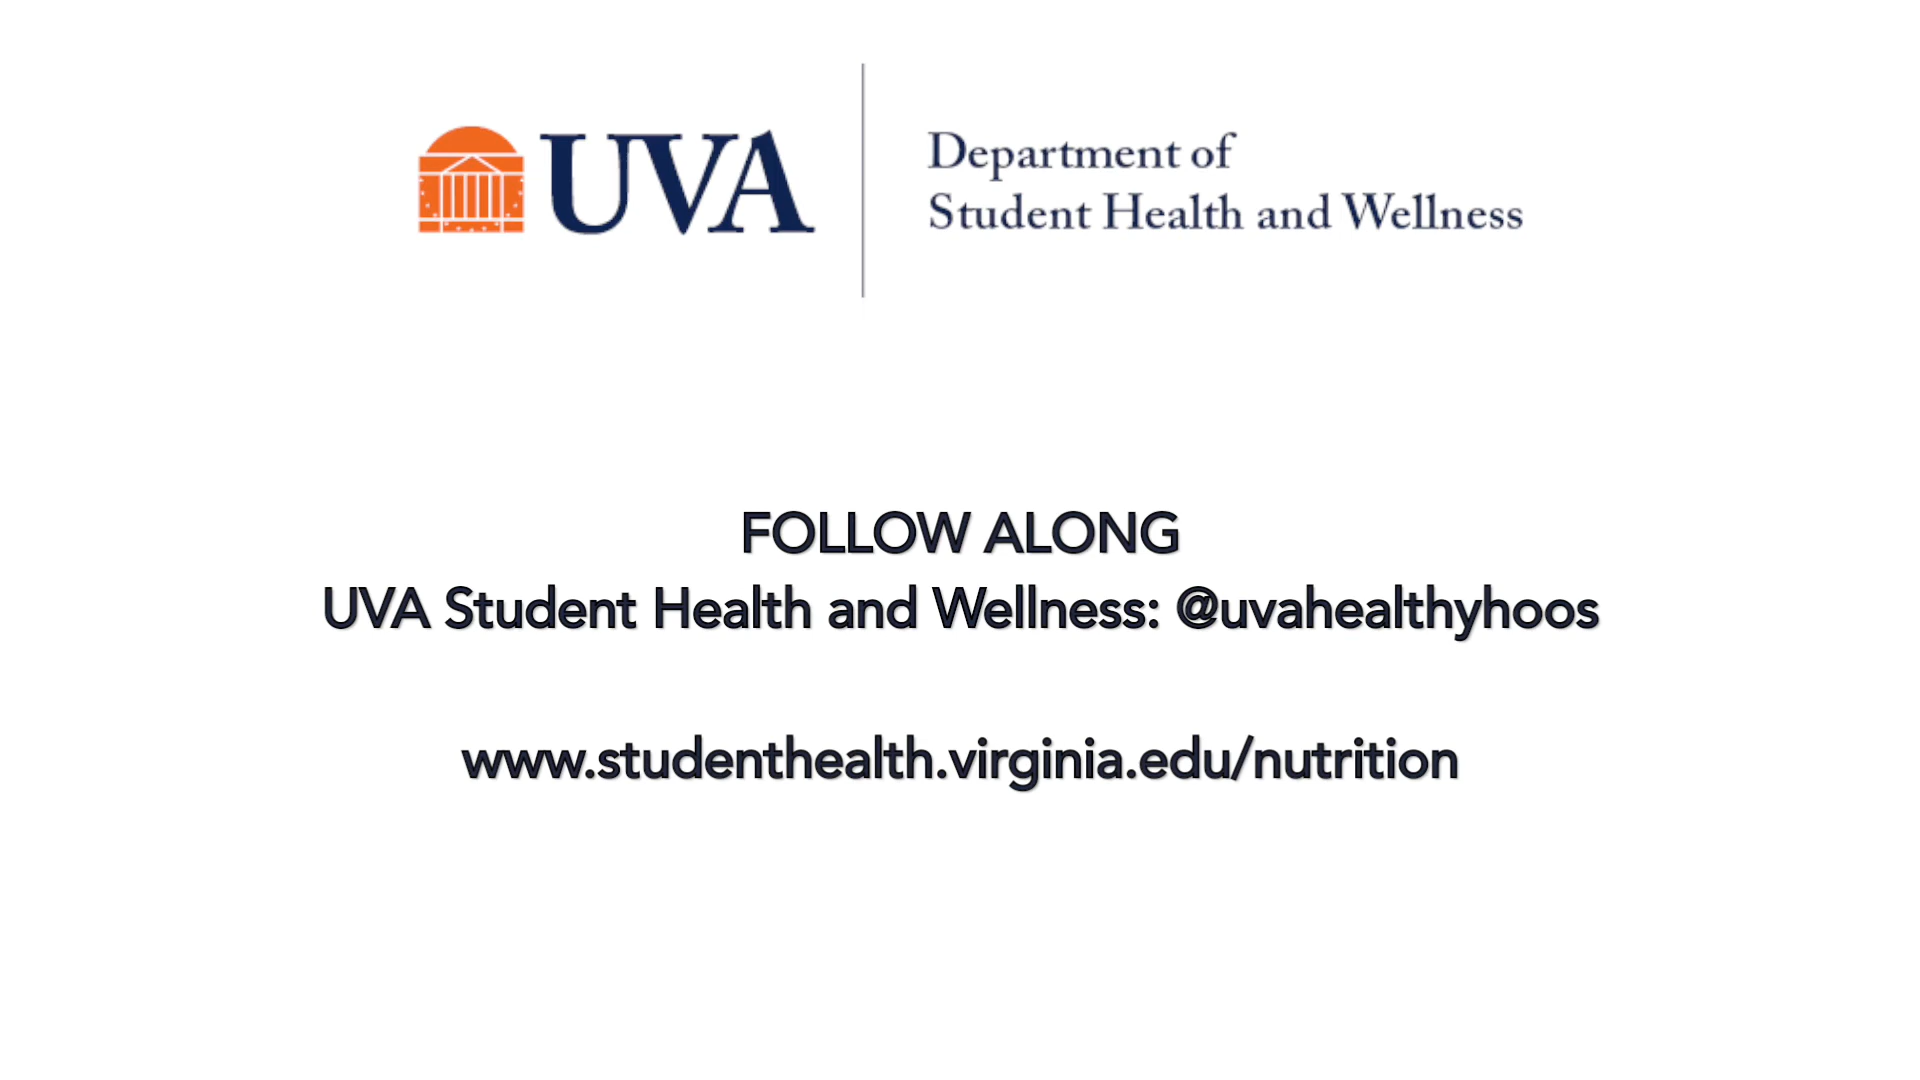 UVA
Department of
Student Health and Wellness
FOLLOW ALONG
UVA Student Health and Wellness: @uvahealthyhoos
www.studenthealth.virginia.edu/nutrition